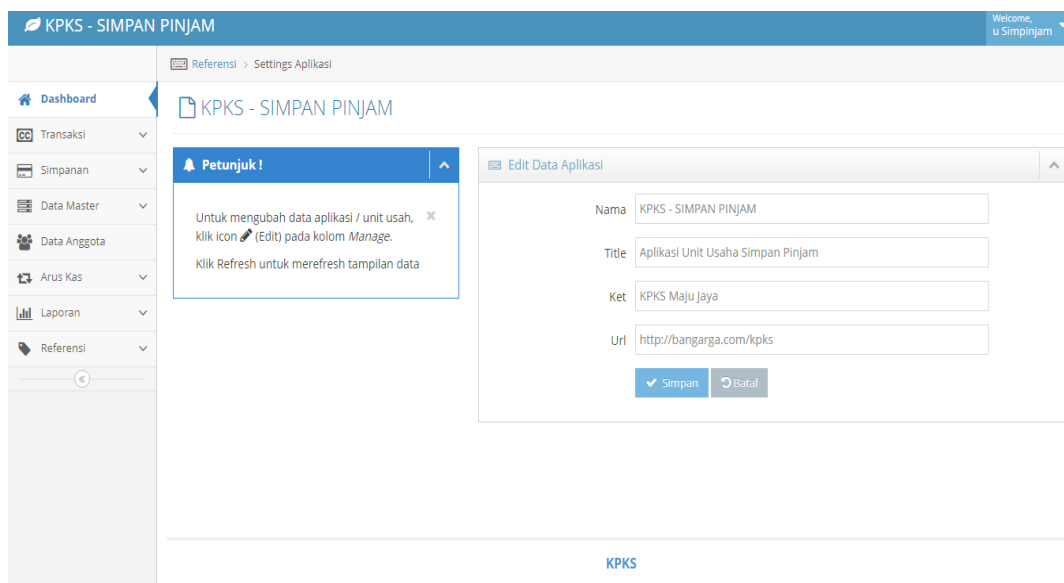 KPKS - SIMPAN PINJAM
Welcome,
u Simpinjam
Referensi > Settings Aplikasi
Dashboard
Transaksi
Simpanan
Data Master
Data Anggota
Arus Kas
Laporan
Referensi
KPKS - SIMPAN PINJAM
Petunjuk !
Untuk mengubah data aplikasi / unit usah,
klik icon (Edit) pada kolom Manage.
Klik Refresh untuk merefresh tampilan data
Edit Data Aplikasi
Nama KPKS - SIMPAN PINJAM
Title Aplikasi Unit Usaha Simpan Pinjam
Ket KPKS Maju Jaya
Url http://bangarga.com/kpks
Simpan Batal
KPKS